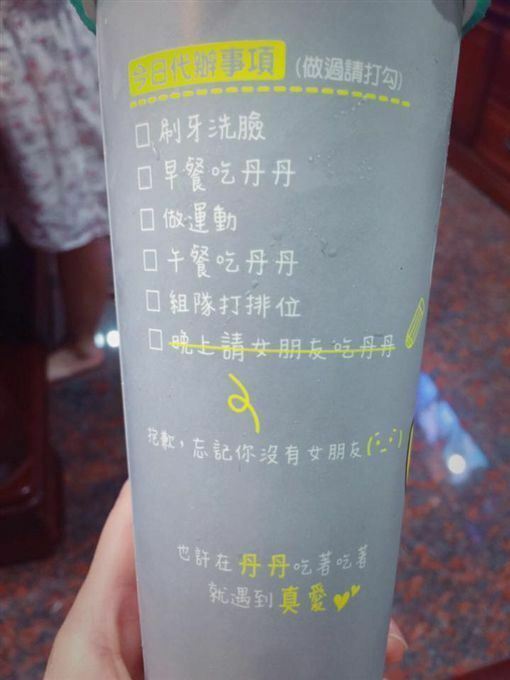 今日代辦事項 (做過請打勾)
□ 刷牙洗臉
□ 早餐吃丹丹
□ 做運動
□ 午餐吃丹丹
□ 組隊打排位
□ 晚上請女朋友吃丹丹
抱歉，忘記你沒有女朋友
也許在丹丹吃著吃著
就遇到真愛